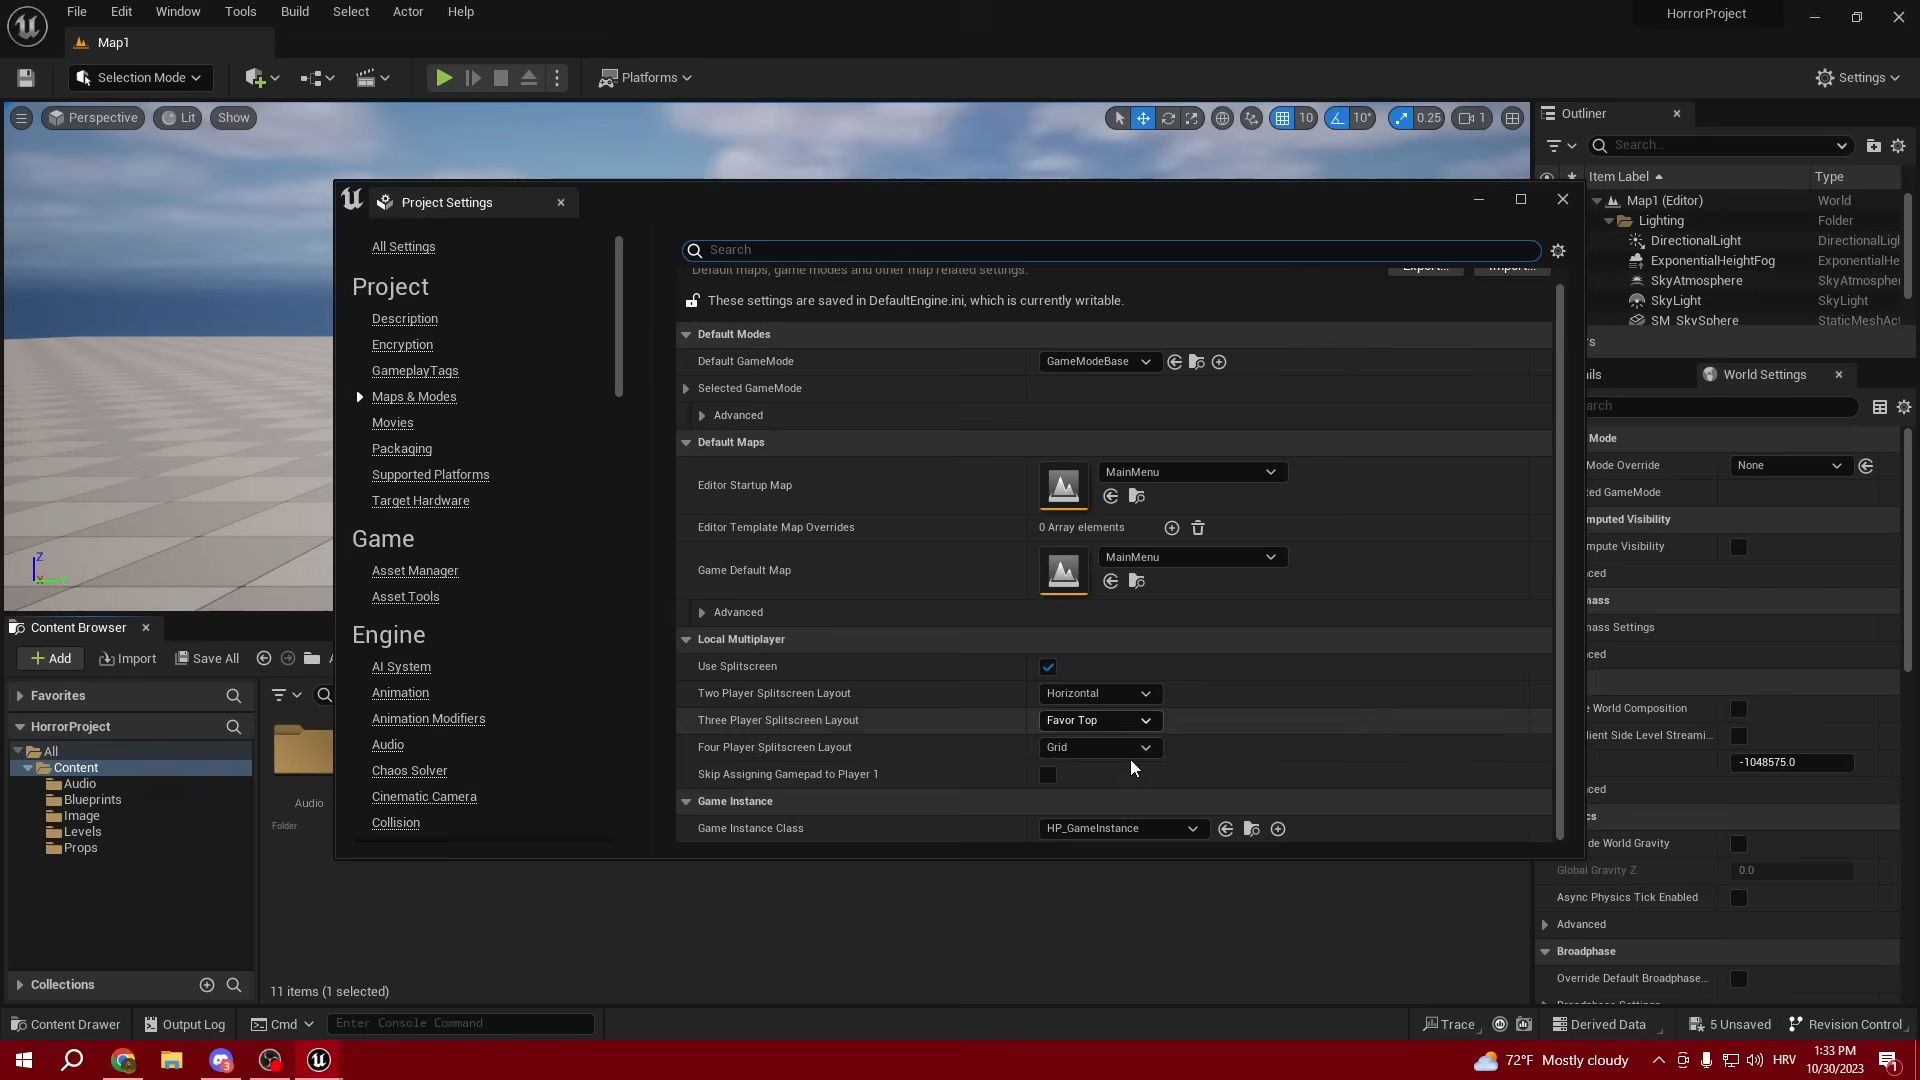 File Edit Window Tools Build Select Actor Help
HorrorProject
Map1
Selection Mode
Platforms
Settings
Perspective Lit Show
10 10° 0.25 1
Outliner
Search...
Item Label Type
Map1 (Editor) World
Lighting Folder
DirectionalLight DirectionalLigh
ExponentialHeightFog ExponentialHe
SkyAtmosphere SkyAtmospher
SkyLight SkyLight
SM_SkySphere StaticMeshAct
Project Settings
All Settings
Project
Description
Encryption
GameplayTags
Maps & Modes
Movies
Packaging
Supported Platforms
Target Hardware
Game
Asset Manager
Asset Tools
Engine
AI System
Animation
Animation Modifiers
Audio
Chaos Solver
Cinematic Camera
Collision
Search
Default maps, game modes and other map related settings.
Export... Import...
These settings are saved in DefaultEngine.ini, which is currently writable.
Default Modes
Default GameMode GameModeBase
Selected GameMode
Advanced
Default Maps
Editor Startup Map MainMenu
Editor Template Map Overrides 0 Array elements
Game Default Map MainMenu
Advanced
Local Multiplayer
Use Splitscreen
Two Player Splitscreen Layout Horizontal
Three Player Splitscreen Layout Favor Top
Four Player Splitscreen Layout Grid
Skip Assigning Gamepad to Player 1
Game Instance
Game Instance Class HP_GameInstance
rs
ils World Settings
arch
Mode
Mode Override None
ted GameMode
mputed Visibility
mpute Visibility
ced
mass
mass Settings
ced
e World Composition
lient Side Level Streami...
-1048575.0
ced
cs
de World Gravity
Global Gravity Z 0.0
Async Physics Tick Enabled
Advanced
Broadphase
Override Default Broadphase...
Broadphase Settings
Content Browser
Add Import Save All
Favorites
HorrorProject
All
Content
Audio
Blueprints
Image
Levels
Props
Collections
Audio
Folder
11 items (1 selected)
Content Drawer Output Log Cmd Enter Console Command
Trace Derived Data 5 Unsaved Revision Control
3
72°F Mostly cloudy
HRV
1:33 PM
10/30/2023
1